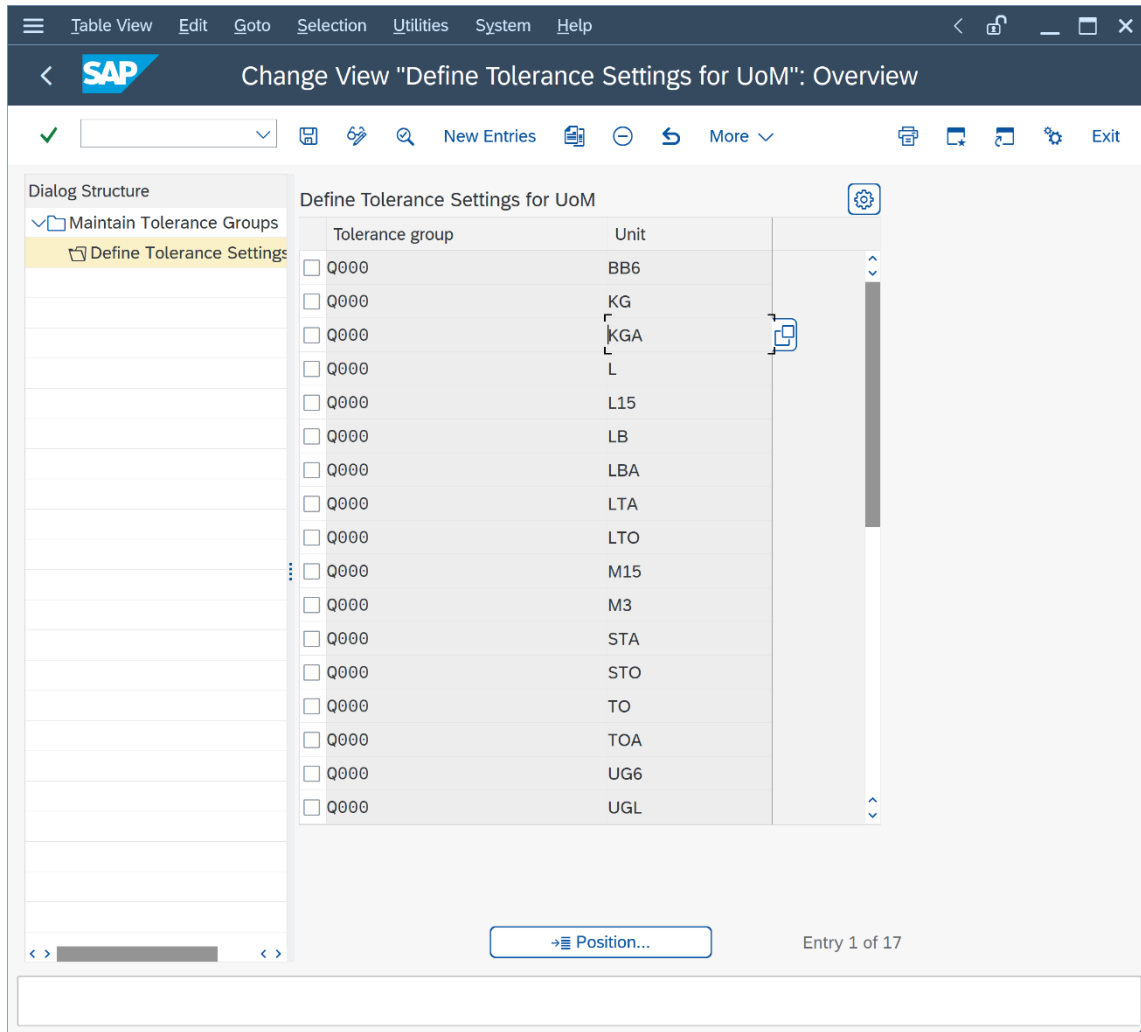 Table View Edit Goto Selection Utilities System Help
SAP Change View "Define Tolerance Settings for UoM": Overview
New Entries More Exit
Dialog Structure
Maintain Tolerance Groups
Define Tolerance Settings
Define Tolerance Settings for UoM
Tolerance group Unit
Q000 BB6
Q000 KG
Q000 KGA
Q000 L
Q000 L15
Q000 LB
Q000 LBA
Q000 LTA
Q000 LTO
Q000 M15
Q000 M3
Q000 STA
Q000 STO
Q000 TO
Q000 TOA
Q000 UG6
Q000 UGL
Position... Entry 1 of 17